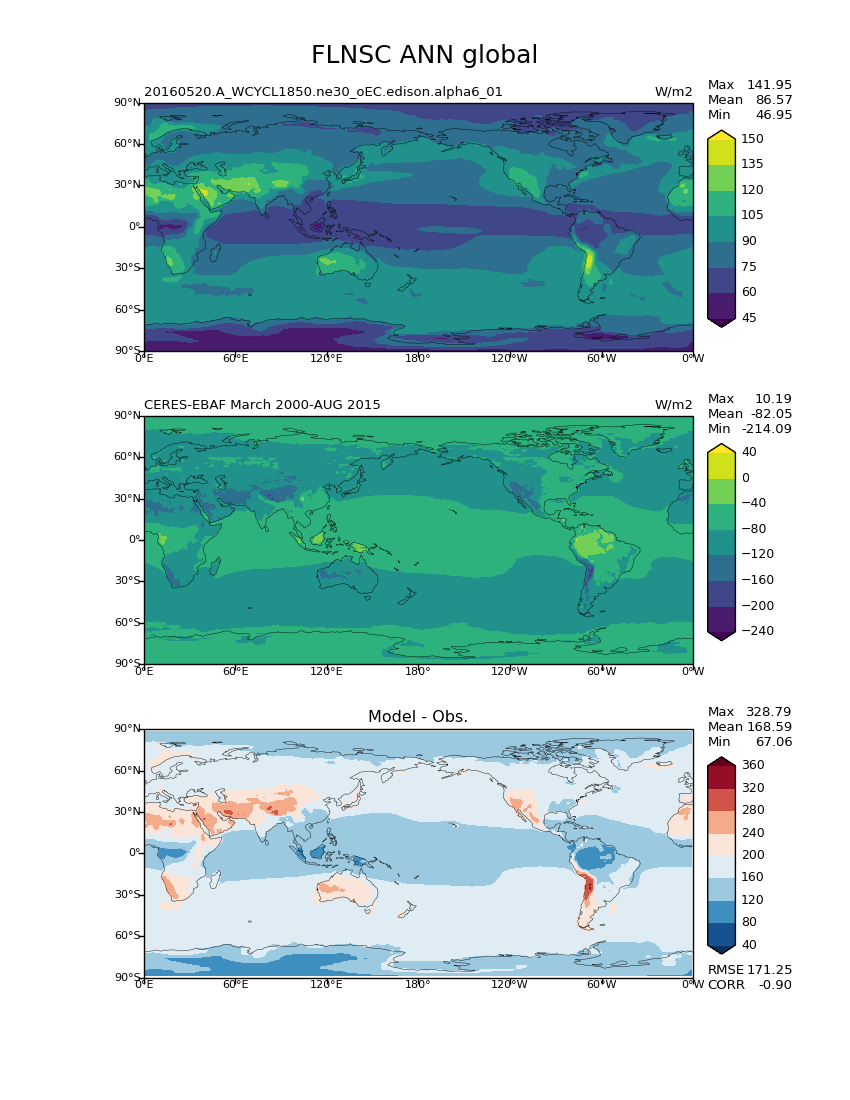 FLNSC ANN global
20160520.A_WCYCL1850.ne30_oEC.edison.alpha6_01 W/m2
Max 141.95
Mean 86.57
Min 46.95
90°N
60°N
30°N
0°
30°S
60°S
90°S
0°E 60°E 120°E 180° 120°W 60°W 0°W
150
135
120
105
90
75
60
45
CERES-EBAF March 2000-AUG 2015 W/m2
Max 10.19
Mean -82.05
Min -214.09
90°N
60°N
30°N
0°
30°S
60°S
90°S
0°E 60°E 120°E 180° 120°W 60°W 0°W
40
0
−40
−80
−120
−160
−200
−240
Model - Obs.
Max 328.79
Mean 168.59
Min 67.06
90°N
60°N
30°N
0°
30°S
60°S
90°S
0°E 60°E 120°E 180° 120°W 60°W 0°W
360
320
280
240
200
160
120
80
40
RMSE 171.25
CORR -0.90